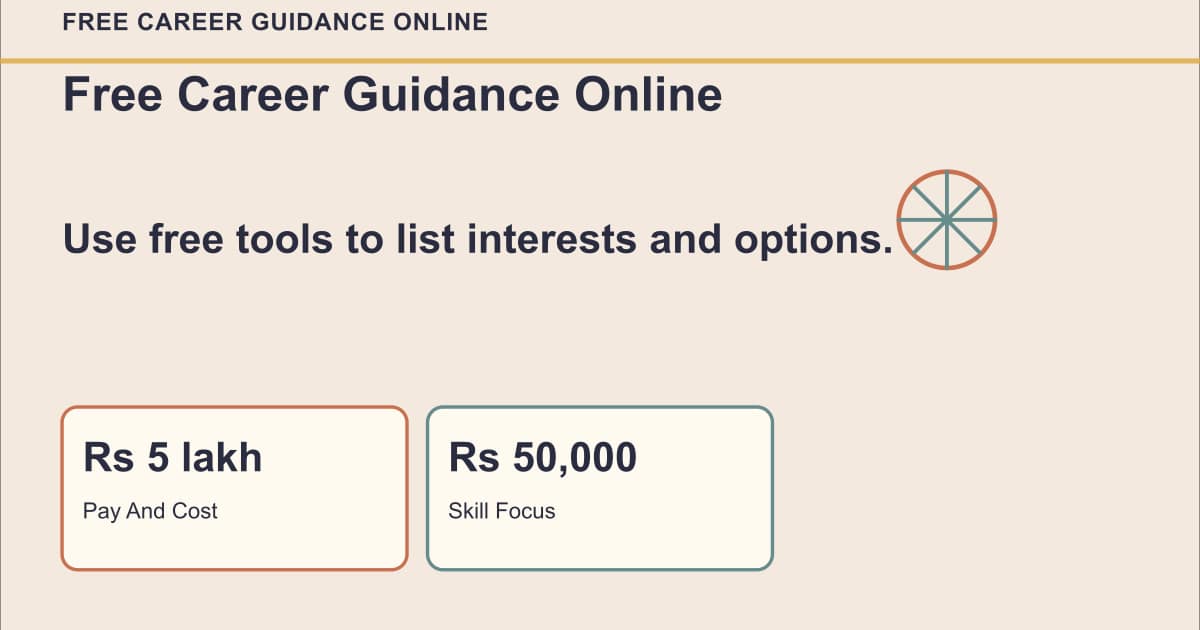 FREE CAREER GUIDANCE ONLINE
Free Career Guidance Online
Use free tools to list interests and options.
Rs 5 lakh
Pay And Cost
Rs 50,000
Skill Focus